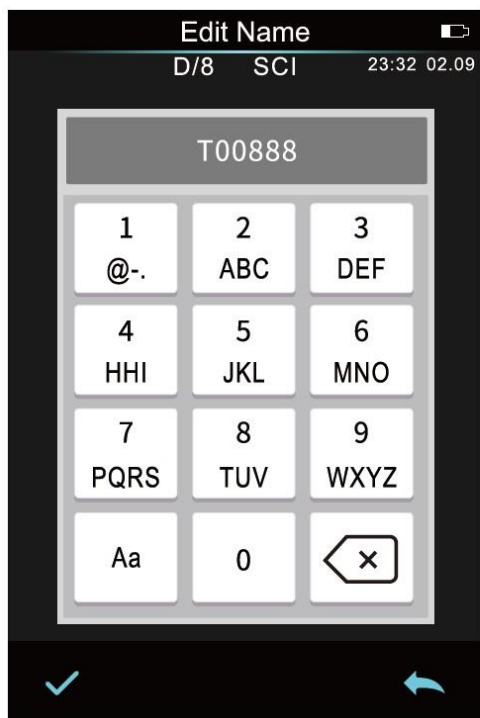 Edit Name
D/8 SCI 23:32 02.09
T00888
1 2 3
@-. ABC DEF
4 5 6
HHI JKL MNO
7 8 9
PQRS TUV WXYZ
Aa 0